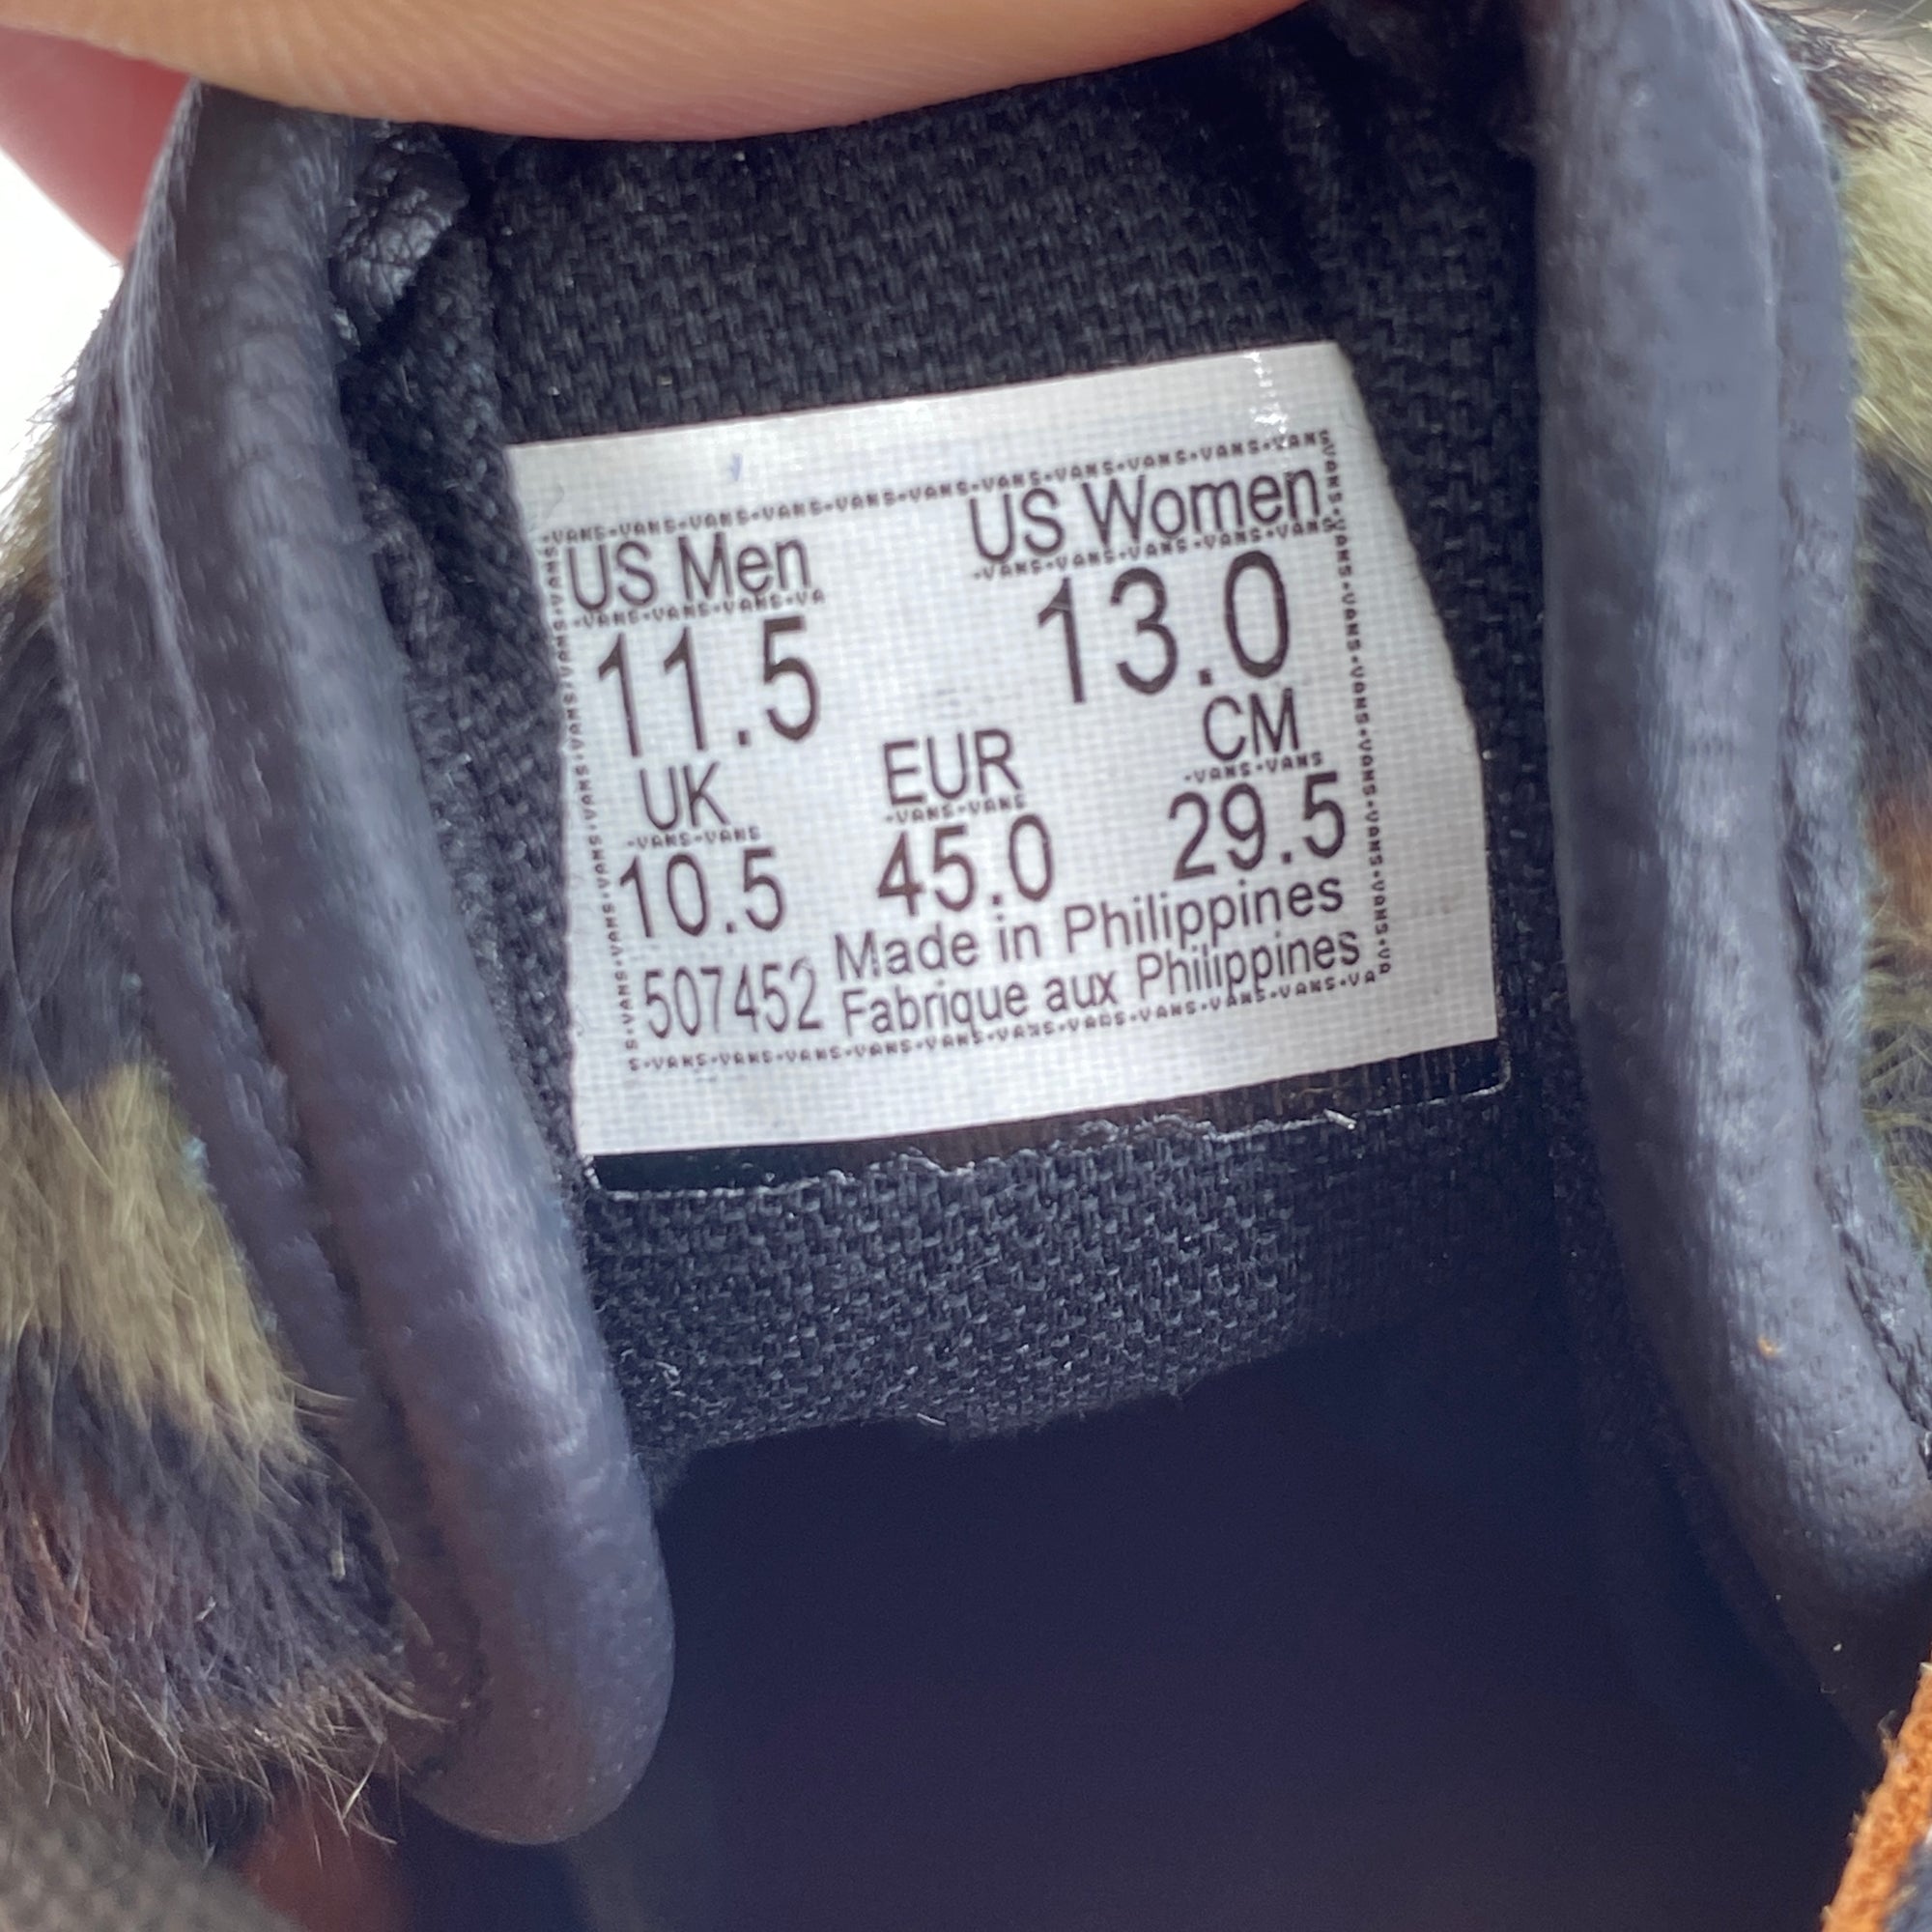 US Men US Women
11.5 13.0
UK EUR CM
10.5 45.0 29.5
507452 Made in Philippines
Fabrique aux Philippines